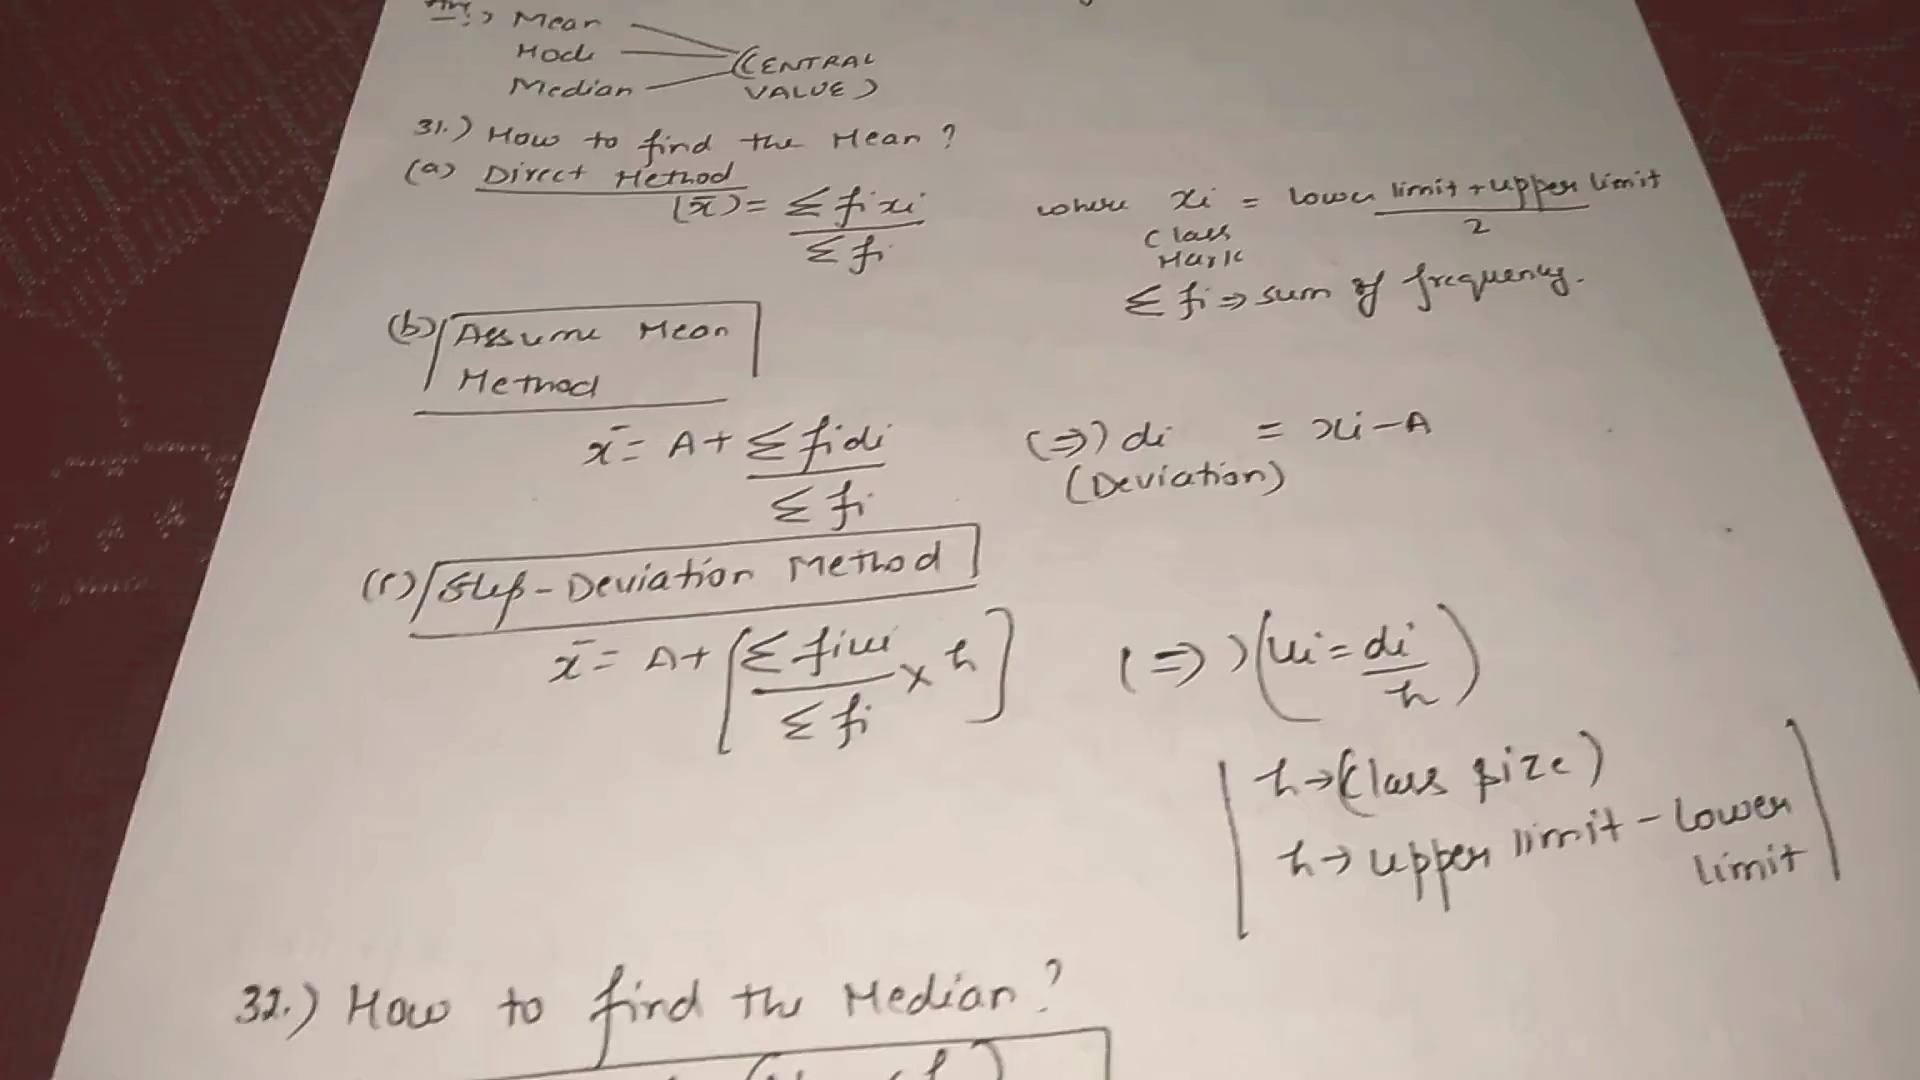 Ans:→ Mean
Mode
Median
(CENTRAL
VALUE)
31.) How to find the Mean?
(a) Direct Method
(x̄) = Σfixi / Σfi
where xi = lower limit + upper limit / 2
Class
Mark
Σfi ⇒ sum of frequency.
(b) Assume Mean
Method
x̄ = A + Σfidi / Σfi
(⇒) di = xi - A
(Deviation)
(c) Step-Deviation Method
x̄ = A + [Σfiui / Σfi × h]
(⇒) (ui = di / h)
h → (Class size)
h → upper limit - Lower
limit
32.) How to find the Median?